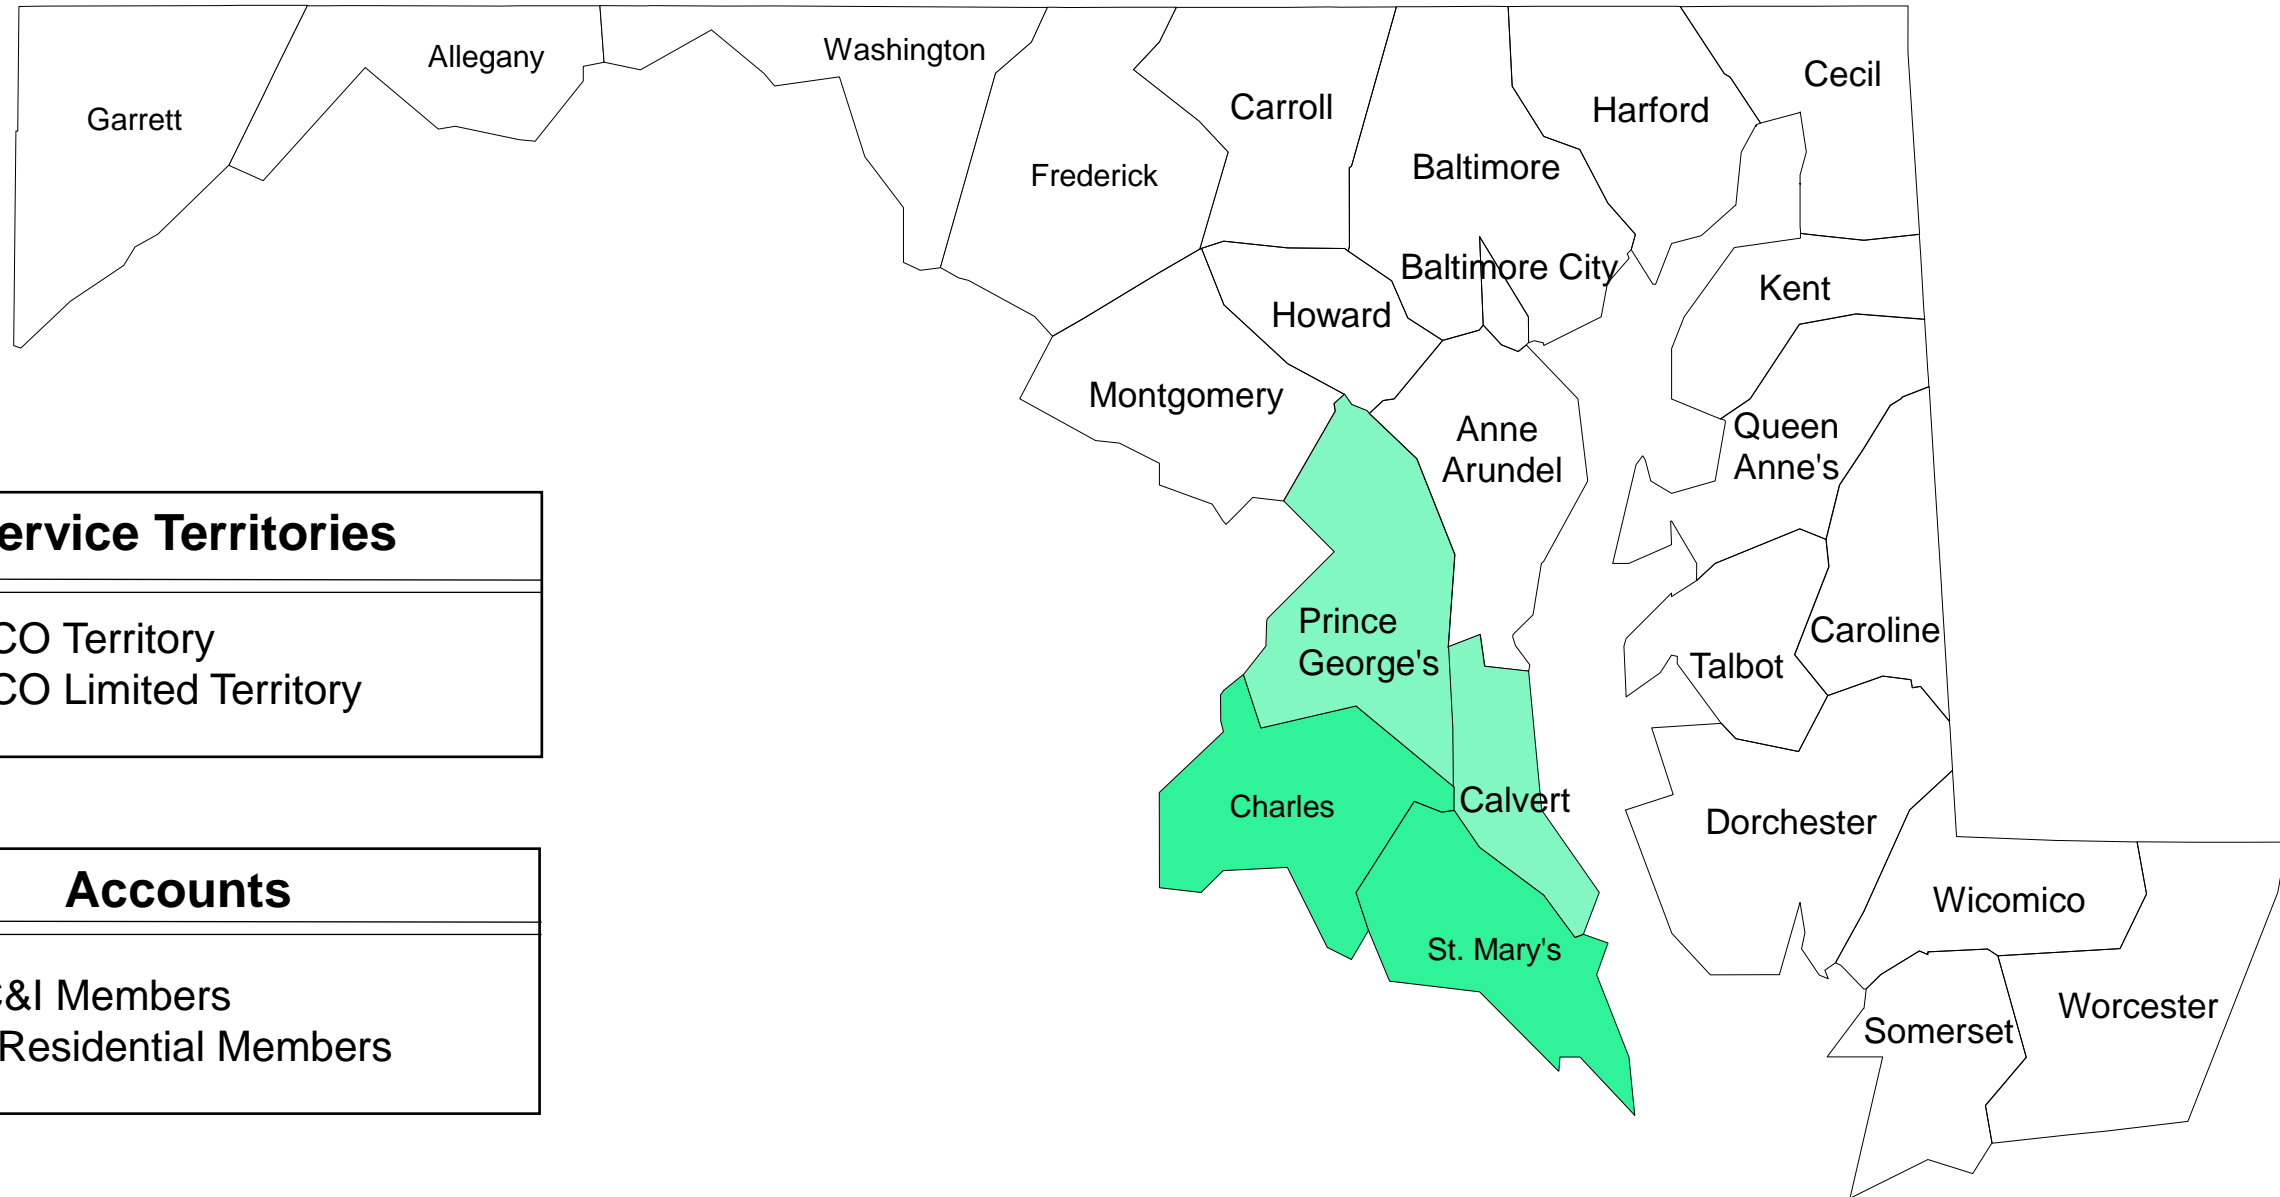 Garrett
Allegany
Washington
Frederick
Carroll
Baltimore
Harford
Cecil
Baltimore City
Howard
Kent
Montgomery
Anne
Arundel
Queen
Anne's
Prince
George's
Talbot
Caroline
Charles
Calvert
Dorchester
St. Mary's
Wicomico
Somerset
Worcester
ervice Territories
CO Territory
CO Limited Territory
Accounts
C&I Members
Residential Members